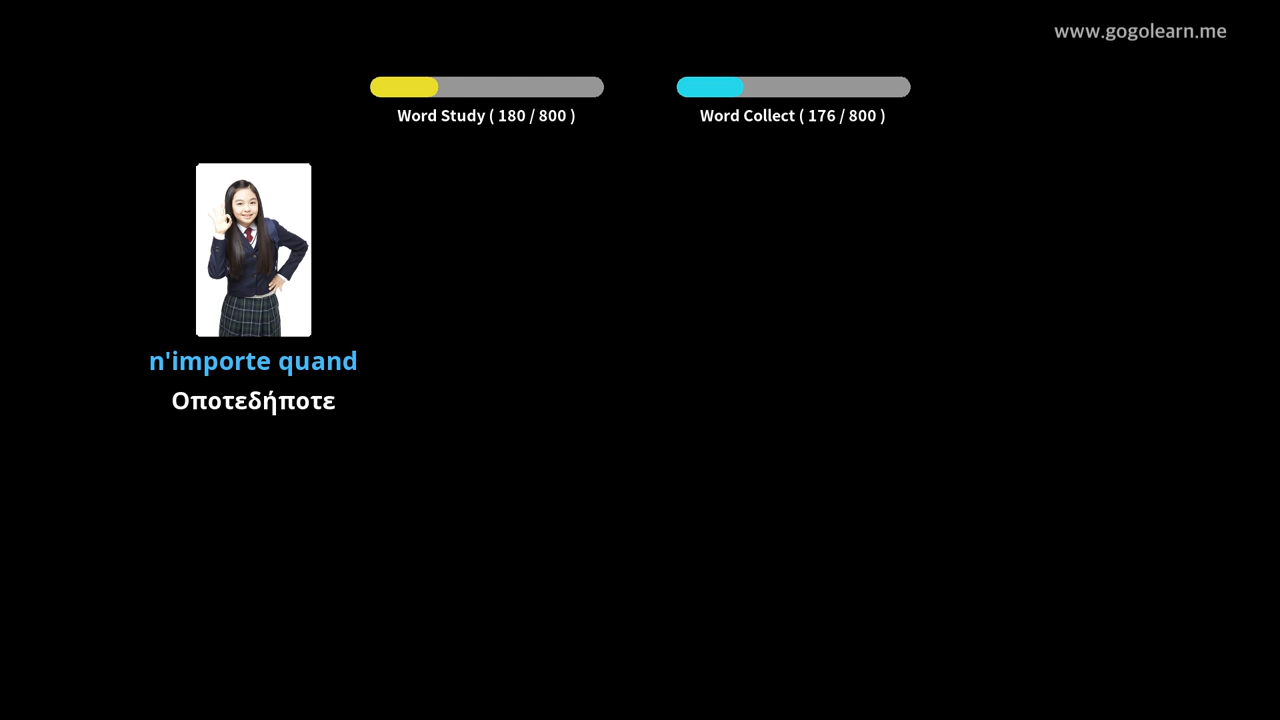 www.gogolearn.me
Word Study ( 180 / 800 )
Word Collect ( 176 / 800 )
n'importe quand
Οποτεδήποτε